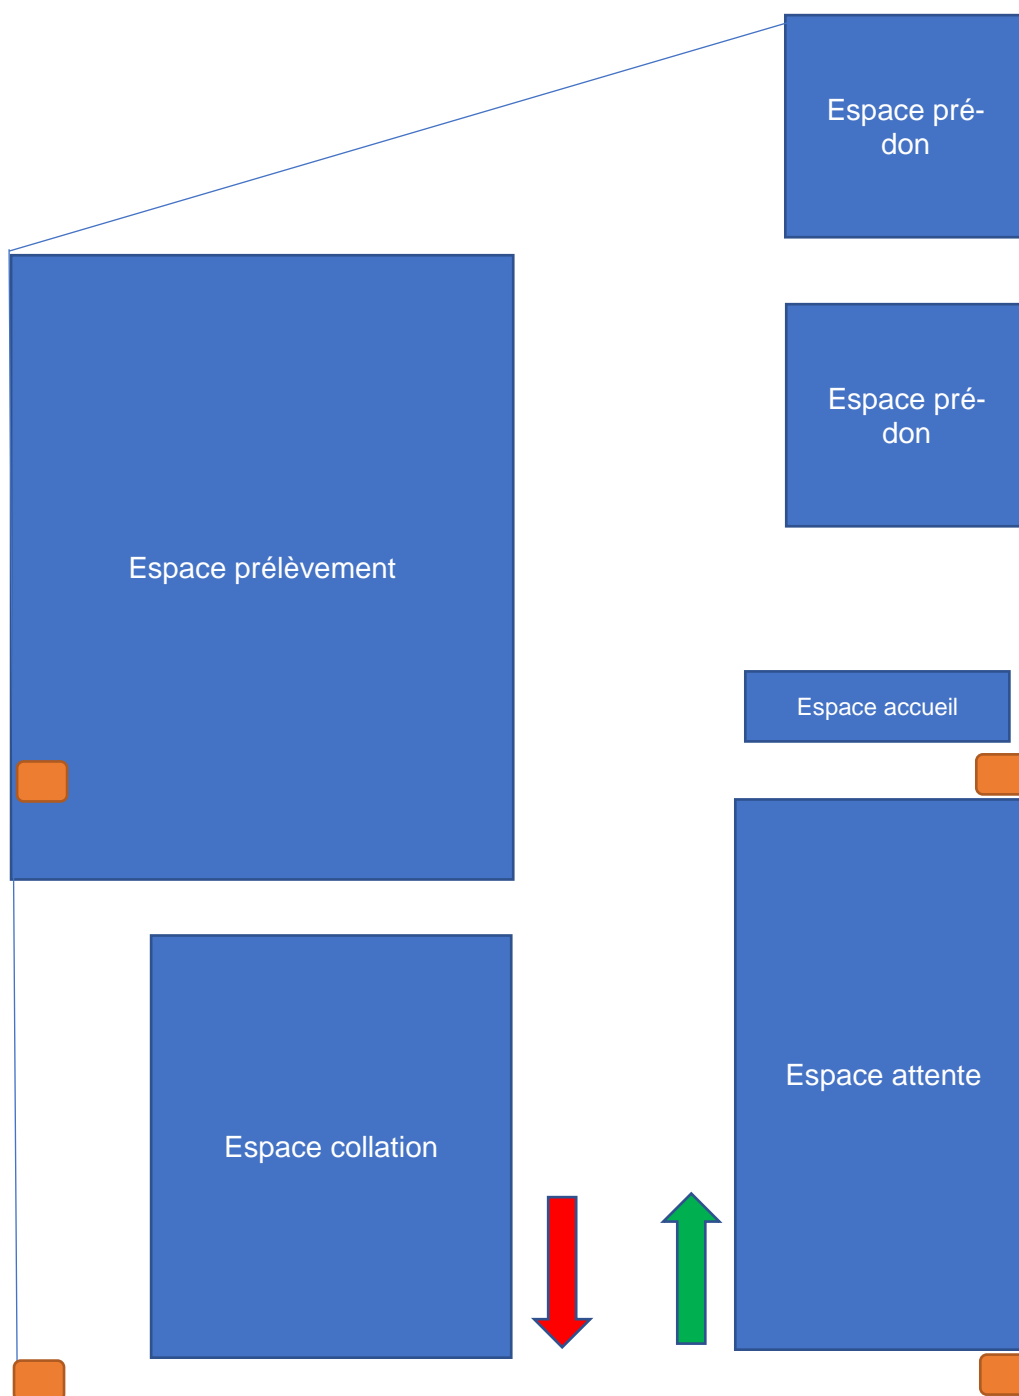 Espace pré-
don
Espace pré-
don
Espace prélèvement
Espace accueil
Espace attente
Espace collation